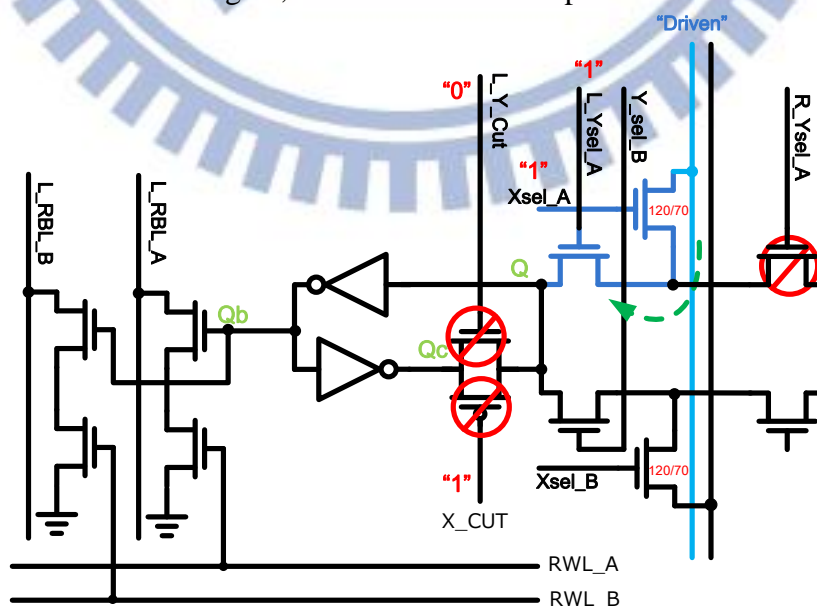 “Driven”
“0”
“1”
L_Y_Cut
L_Ysel_A
Y_sel_B
R_Ysel_A
“1”
Xsel_A
120/70
L_RBL_B
L_RBL_A
Q
Qb
Qc
120/70
Xsel_B
“1”
X_CUT
RWL_A
RWL_B